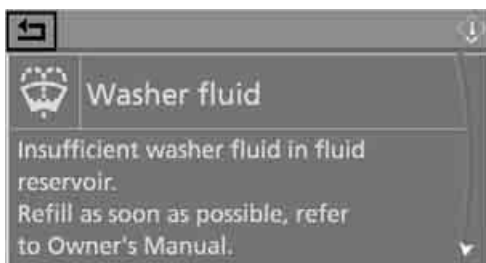 Washer fluid
Insufficient washer fluid in fluid
reservoir.
Refill as soon as possible, refer
to Owner's Manual.